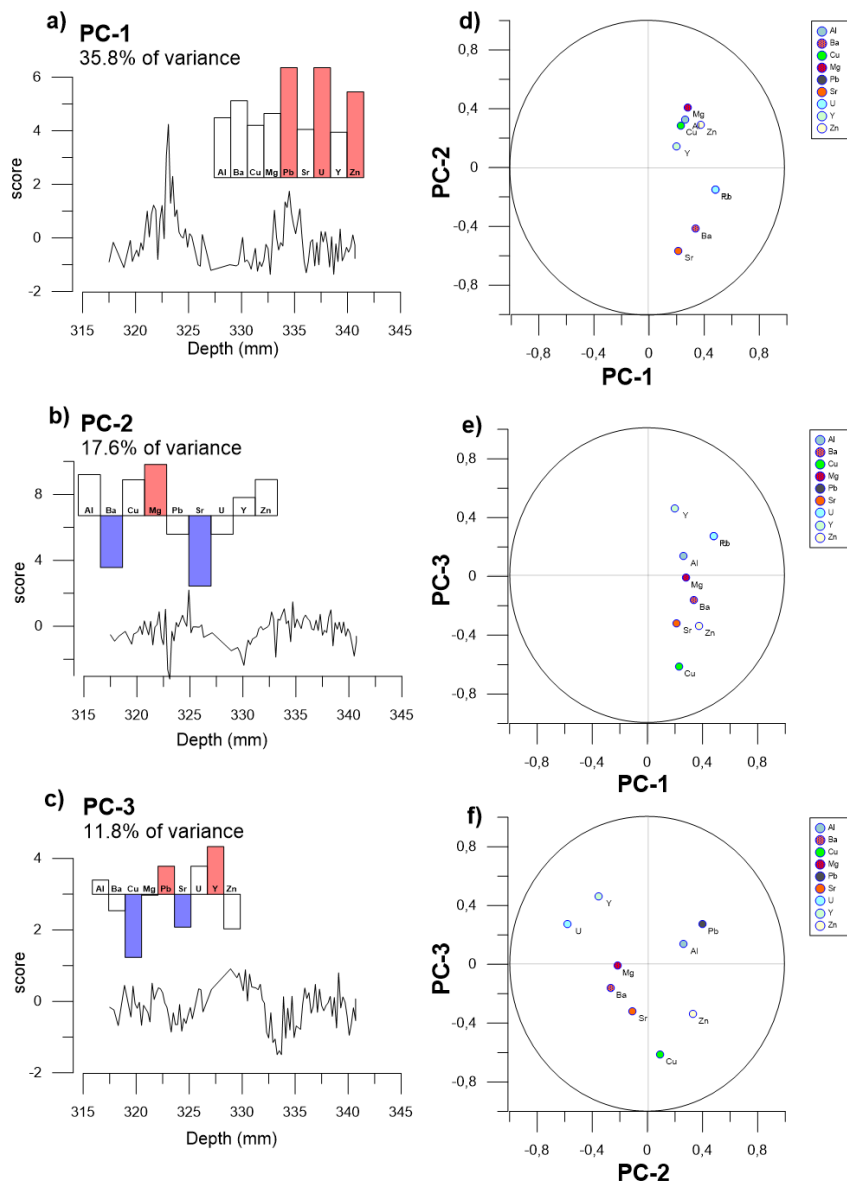 a)
PC-1
35.8% of variance
6
4
2
0
-2
score
Al Ba Cu Mg Pb Sr U Y Zn
315 320 325 330 335 340 345
Depth (mm)
b)
PC-2
17.6% of variance
8
4
0
score
Al Ba Cu Mg Pb Sr U Y Zn
315 320 325 330 335 340 345
Depth (mm)
c)
PC-3
11.8% of variance
4
2
0
-2
score
Al Ba Cu Mg Pb Sr U Y Zn
315 320 325 330 335 340 345
Depth (mm)
d)
0,8
0,4
0
-0,4
-0,8
PC-2
Mg
Al
Cu
Zn
Y
Ba
Sr
-0,8 -0,4 0 0,4 0,8
PC-1
Al
Ba
Cu
Mg
Pb
Sr
U
Y
Zn
e)
0,8
0,4
0
-0,4
-0,8
PC-3
Y
Al
Mg
Ba
Sr
Zn
Cu
-0,8 -0,4 0 0,4 0,8
PC-1
Al
Ba
Cu
Mg
Pb
Sr
U
Y
Zn
f)
0,8
0,4
0
-0,4
-0,8
PC-3
Y
U
Pb
Al
Mg
Ba
Sr
Zn
Cu
-0,8 -0,4 0 0,4 0,8
PC-2
Al
Ba
Cu
Mg
Pb
Sr
U
Y
Zn